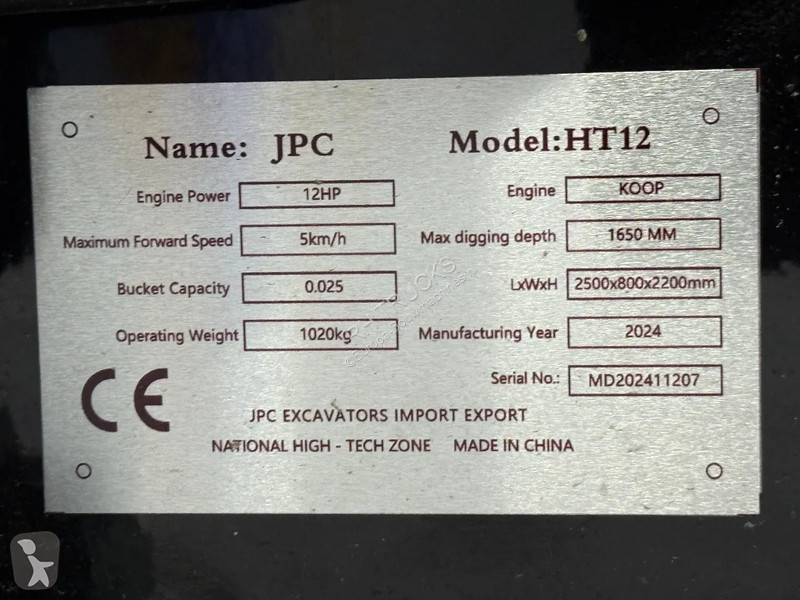 Name: JPC
Model:HT12
Engine Power 12HP
Engine KOOP
Maximum Forward Speed 5km/h
Max digging depth 1650 MM
Bucket Capacity 0.025
LxWxH 2500x800x2200mm
Operating Weight 1020kg
Manufacturing Year 2024
Serial No.: MD202411207
CE
JPC EXCAVATORS IMPORT EXPORT
NATIONAL HIGH - TECH ZONE MADE IN CHINA